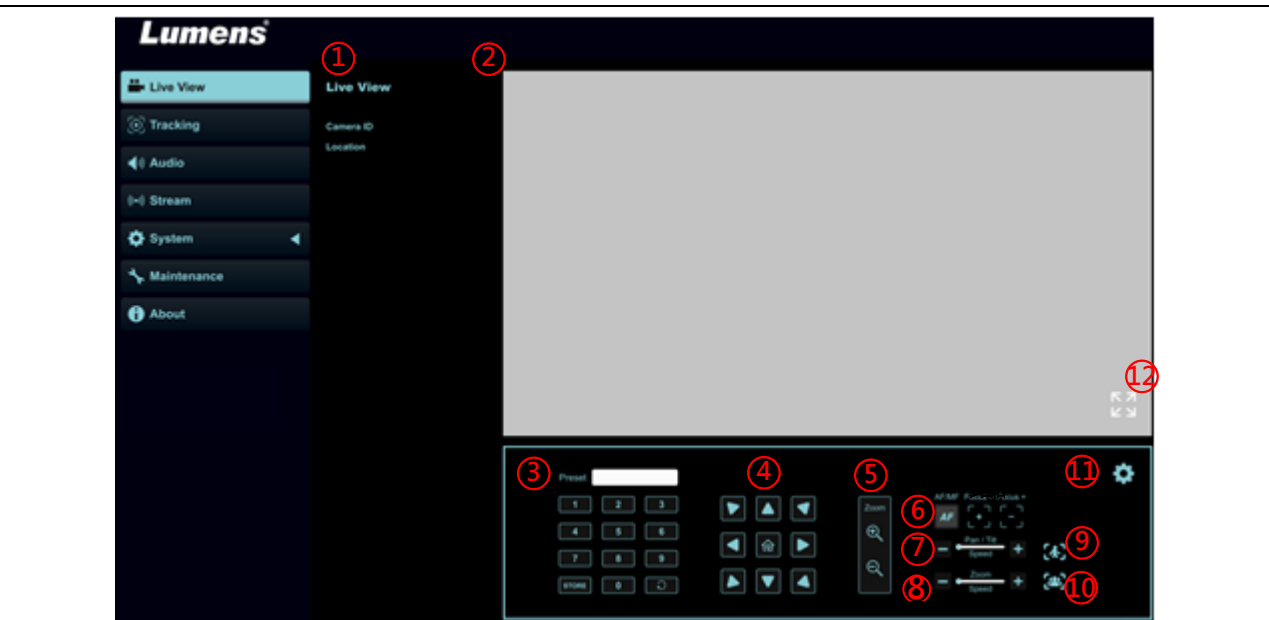 Lumens
① ②
Live View
Tracking
Audio
Stream
System
Maintenance
About
Live View
Camera ID
Location
⑫
③ Preset
1 2 3
4 5 6
7 8 9
STORE 0
④
⑤
Zoom
⑪
AF/MF
⑥ AF
⑦ Pan / Tilt
Speed
⑨
⑧ Zoom
Speed
⑩